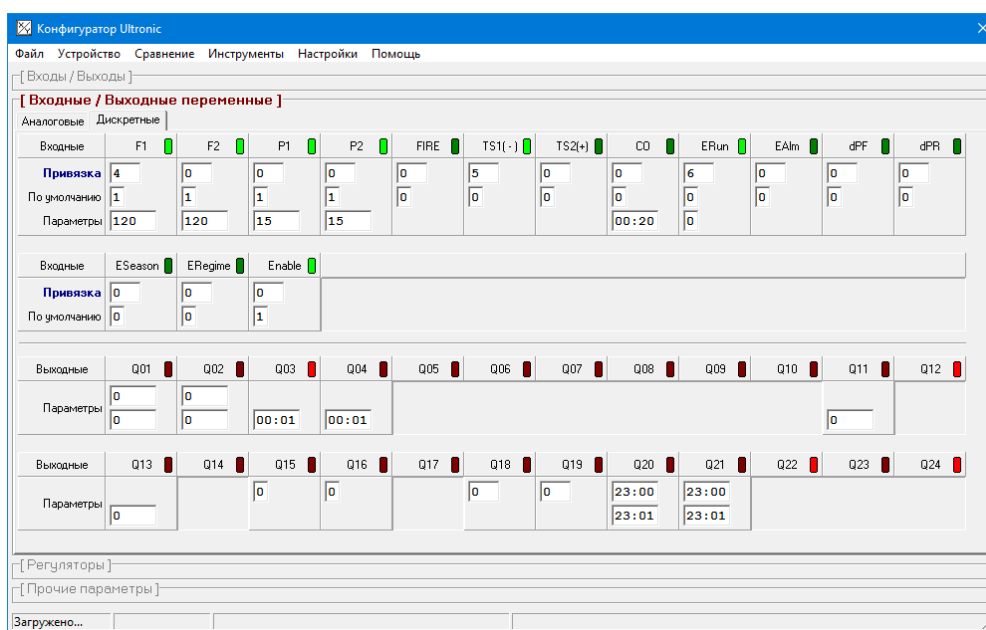 Конфигуратор Ultronic
Файл Устройство Сравнение Инструменты Настройки Помощь
[ Входы / Выходы ]
[ Входные / Выходные переменные ]
Аналоговые Дискретные
Входные F1 F2 P1 P2 FIRE TS1( - ) TS2(+) CO ERun EAlm dPF dPR
Привязка 4 0 0 0 0 5 0 0 6 0 0 0
По умолчанию 1 1 1 1 0 0 0 0 0 0 0 0
Параметры 120 120 15 15 00:20 0
Входные ESeason ERegime Enable
Привязка 0 0 0
По умолчанию 0 0 1
Выходные Q01 Q02 Q03 Q04 Q05 Q06 Q07 Q08 Q09 Q10 Q11 Q12
Параметры
0 0
0 0 00:01 00:01 0
Выходные Q13 Q14 Q15 Q16 Q17 Q18 Q19 Q20 Q21 Q22 Q23 Q24
Параметры
0 0 0 0 23:00 23:00
0 23:01 23:01
[ Регуляторы ]
[ Прочие параметры ]
Загружено...